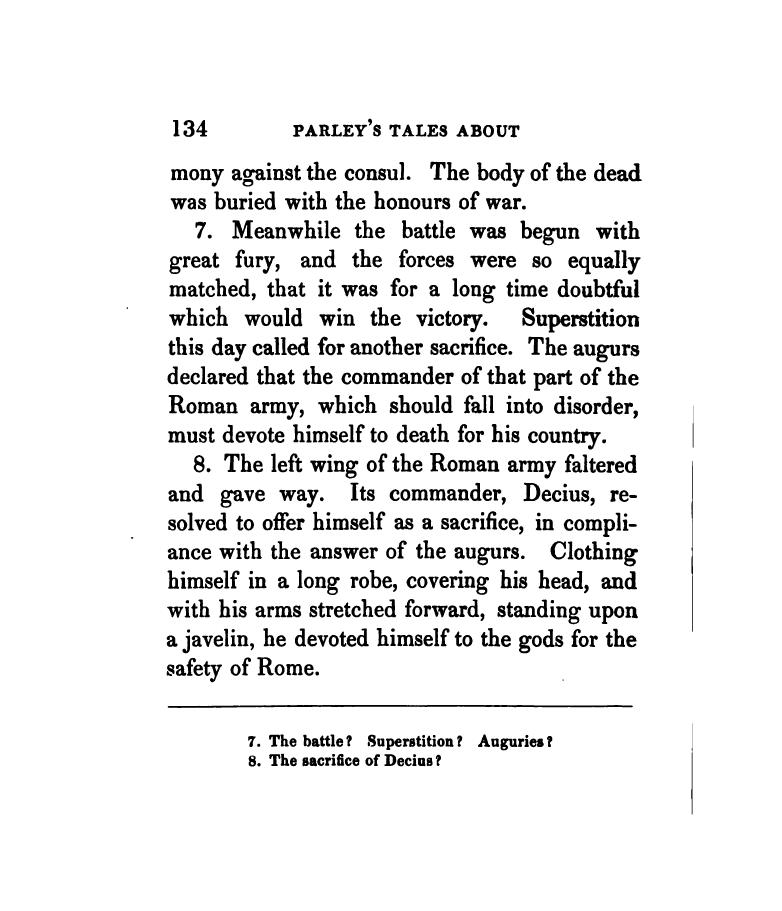 134 PARLEY'S TALES ABOUT
mony against the consul. The body of the dead
was buried with the honours of war.
7. Meanwhile the battle was begun with
great fury, and the forces were so equally
matched, that it was for a long time doubtful
which would win the victory. Superstition
this day called for another sacrifice. The augurs
declared that the commander of that part of the
Roman army, which should fall into disorder,
must devote himself to death for his country.
8. The left wing of the Roman army faltered
and gave way. Its commander, Decius, re-
solved to offer himself as a sacrifice, in compli-
ance with the answer of the augurs. Clothing
himself in a long robe, covering his head, and
with his arms stretched forward, standing upon
a javelin, he devoted himself to the gods for the
safety of Rome.
7. The battle? Superstition? Auguries?
8. The sacrifice of Decius?